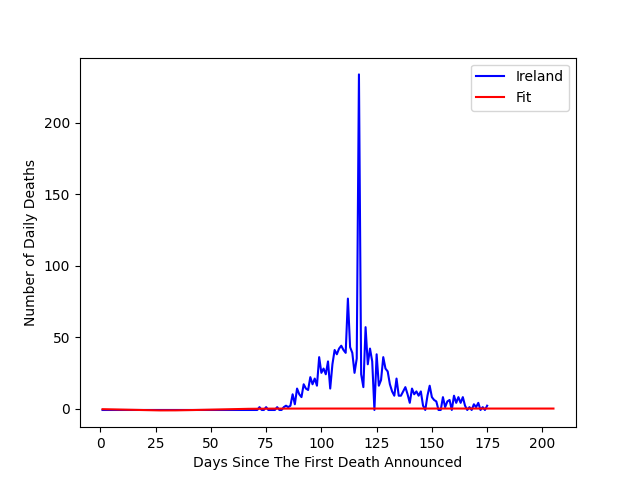 Ireland
Fit
200
150
100
50
0
Number of Daily Deaths
0 25 50 75 100 125 150 175 200
Days Since The First Death Announced